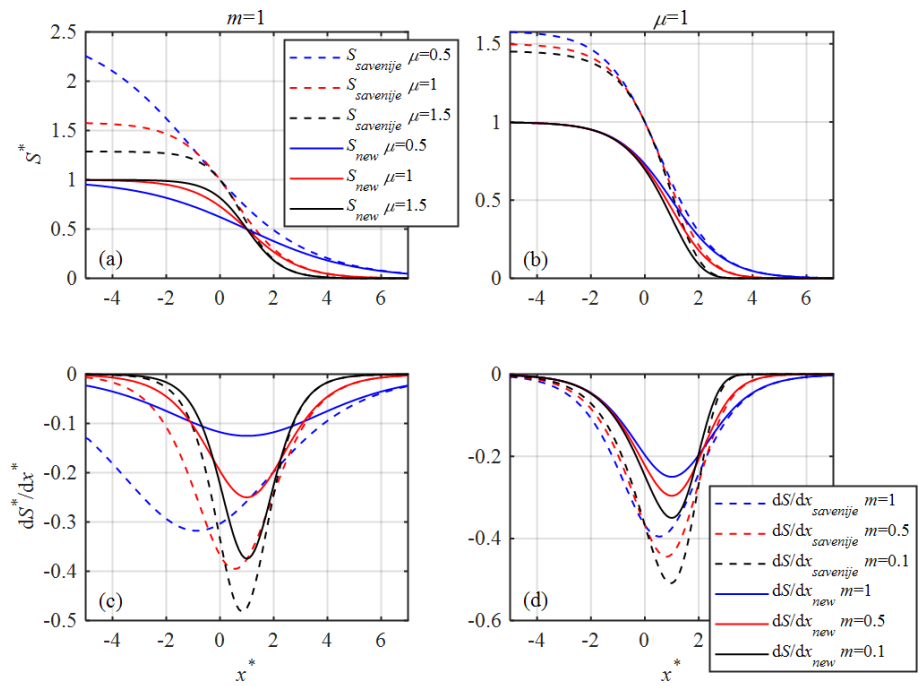 m=1
μ=1
2.5
2
1.5
1
0.5
0
S*
S_savenije μ=0.5
S_savenije μ=1
S_savenije μ=1.5
S_new μ=0.5
S_new μ=1
S_new μ=1.5
(a)
-4 -2 0 2 4 6
1.5
1
0.5
0
(b)
-4 -2 0 2 4 6
0
-0.1
-0.2
-0.3
-0.4
-0.5
dS*/dx*
(c)
-4 -2 0 2 4 6
x*
0
-0.2
-0.4
-0.6
(d)
dS/dx_savenije m=1
dS/dx_savenije m=0.5
dS/dx_savenije m=0.1
dS/dx_new m=1
dS/dx_new m=0.5
dS/dx_new m=0.1
-4 -2 0 2 4 6
x*